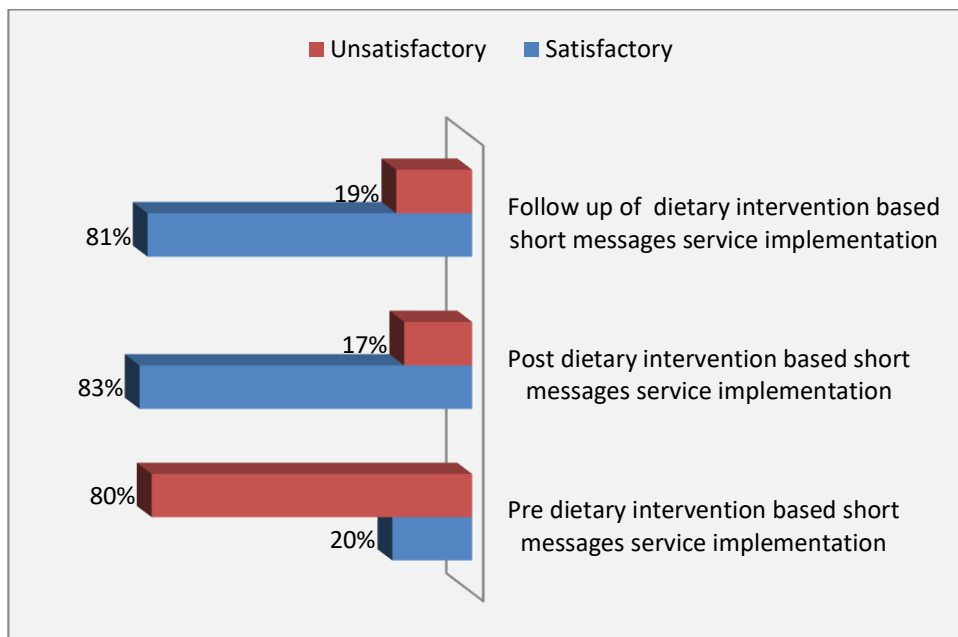 Unsatisfactory Satisfactory
19%
81%
Follow up of dietary intervention based
short messages service implementation
17%
83%
Post dietary intervention based short
messages service implementation
80%
20%
Pre dietary intervention based short
messages service implementation